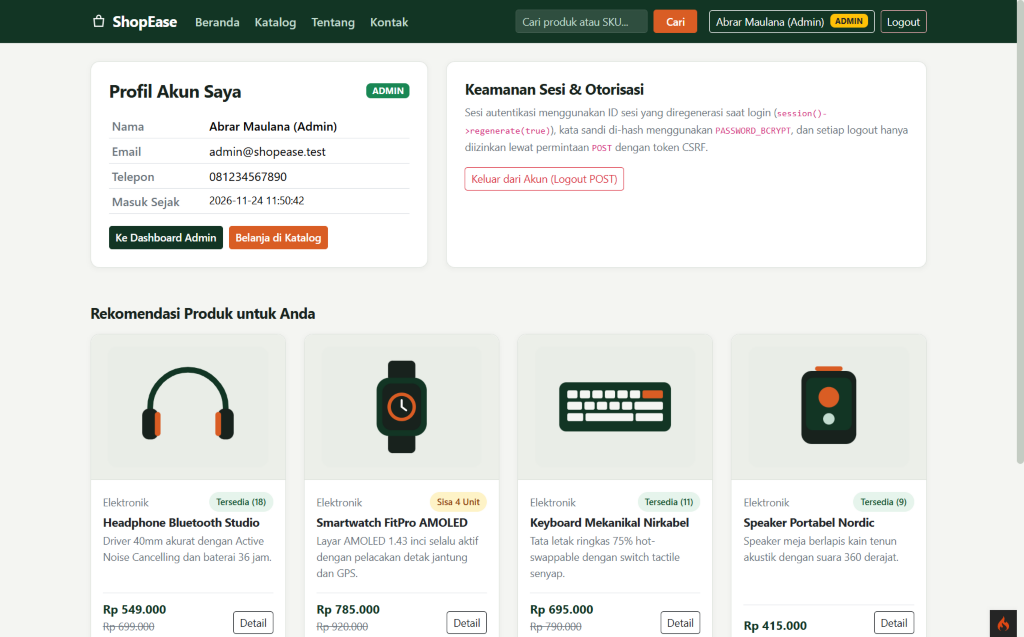 ShopEase Beranda Katalog Tentang Kontak Cari produk atau SKU... Cari Abrar Maulana (Admin) ADMIN Logout
Profil Akun Saya ADMIN
Nama Abrar Maulana (Admin)
Email admin@shopease.test
Telepon 081234567890
Masuk Sejak 2026-11-24 11:50:42
Ke Dashboard Admin Belanja di Katalog
Keamanan Sesi & Otorisasi
Sesi autentikasi menggunakan ID sesi yang diregenerasi saat login (session()-
>regenerate(true)), kata sandi di-hash menggunakan PASSWORD_BCRYPT, dan setiap logout hanya
diizinkan lewat permintaan POST dengan token CSRF.
Keluar dari Akun (Logout POST)
Rekomendasi Produk untuk Anda
Elektronik Tersedia (18)
Headphone Bluetooth Studio
Driver 40mm akurat dengan Active
Noise Cancelling dan baterai 36 jam.
Rp 549.000
Rp 699.000
Detail
Elektronik Sisa 4 Unit
Smartwatch FitPro AMOLED
Layar AMOLED 1.43 inci selalu aktif
dengan pelacakan detak jantung
dan GPS.
Rp 785.000
Rp 920.000
Detail
Elektronik Tersedia (11)
Keyboard Mekanikal Nirkabel
Tata letak ringkas 75% hot-
swappable dengan switch tactile
senyap.
Rp 695.000
Rp 790.000
Detail
Elektronik Tersedia (9)
Speaker Portabel Nordic
Speaker meja berlapis kain tenun
akustik dengan suara 360 derajat.
Rp 415.000
Detail